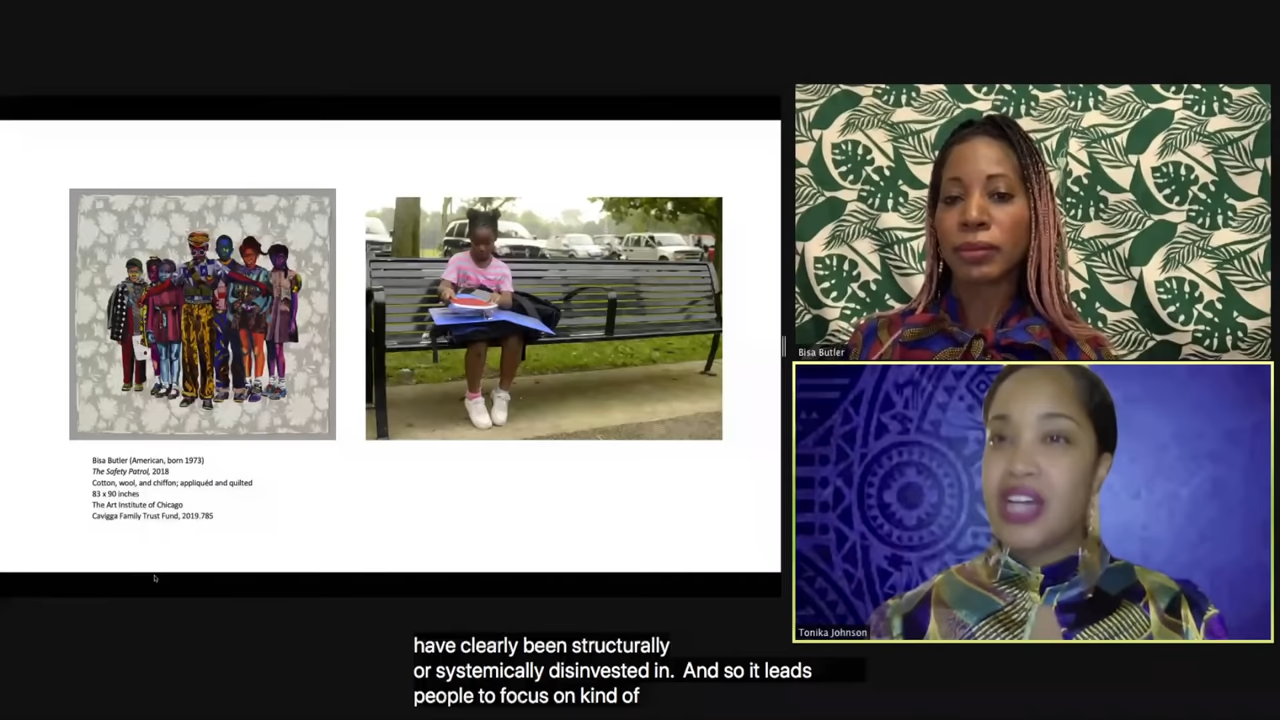 Bisa Butler (American, born 1973)
The Safety Patrol, 2018
Cotton, wool, and chiffon; appliquéd and quilted
83 x 90 inches
The Art Institute of Chicago
Cavigga Family Trust Fund, 2019.785
Bisa Butler
Tonika Johnson
have clearly been structurally
or systemically disinvested in.  And so it leads
people to focus on kind of